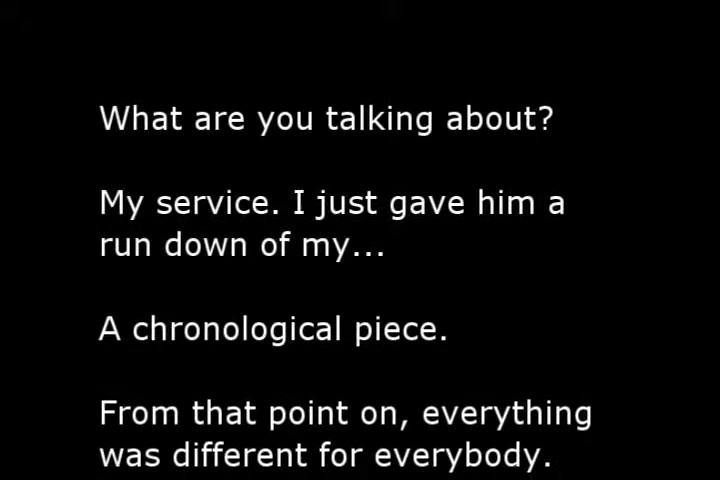 What are you talking about?
My service. I just gave him a
run down of my...
A chronological piece.
From that point on, everything
was different for everybody.